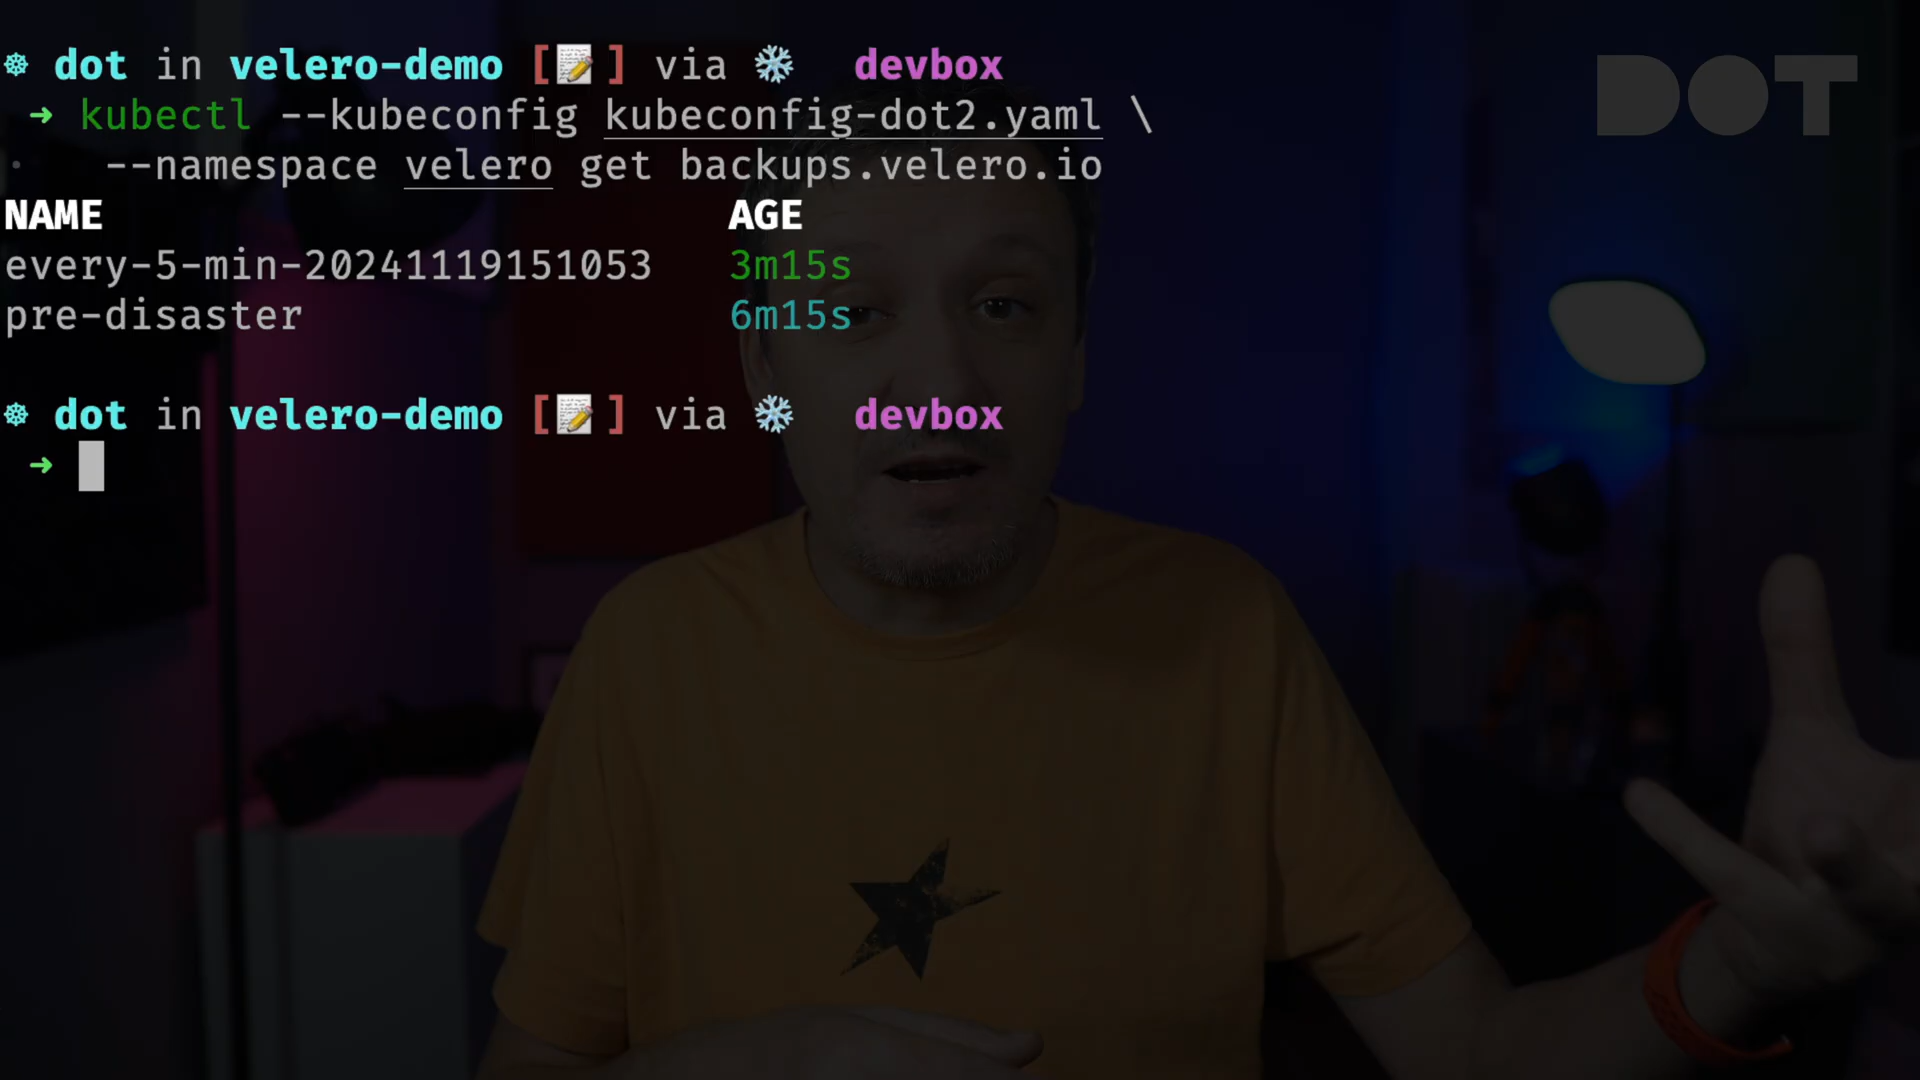 ☸ dot in velero-demo [📝] via ❄️ devbox
DOT
➜ kubectl --kubeconfig kubeconfig-dot2.yaml \
· --namespace velero get backups.velero.io
NAME AGE
every-5-min-20241119151053 3m15s
pre-disaster 6m15s
☸ dot in velero-demo [📝] via ❄️ devbox
➜